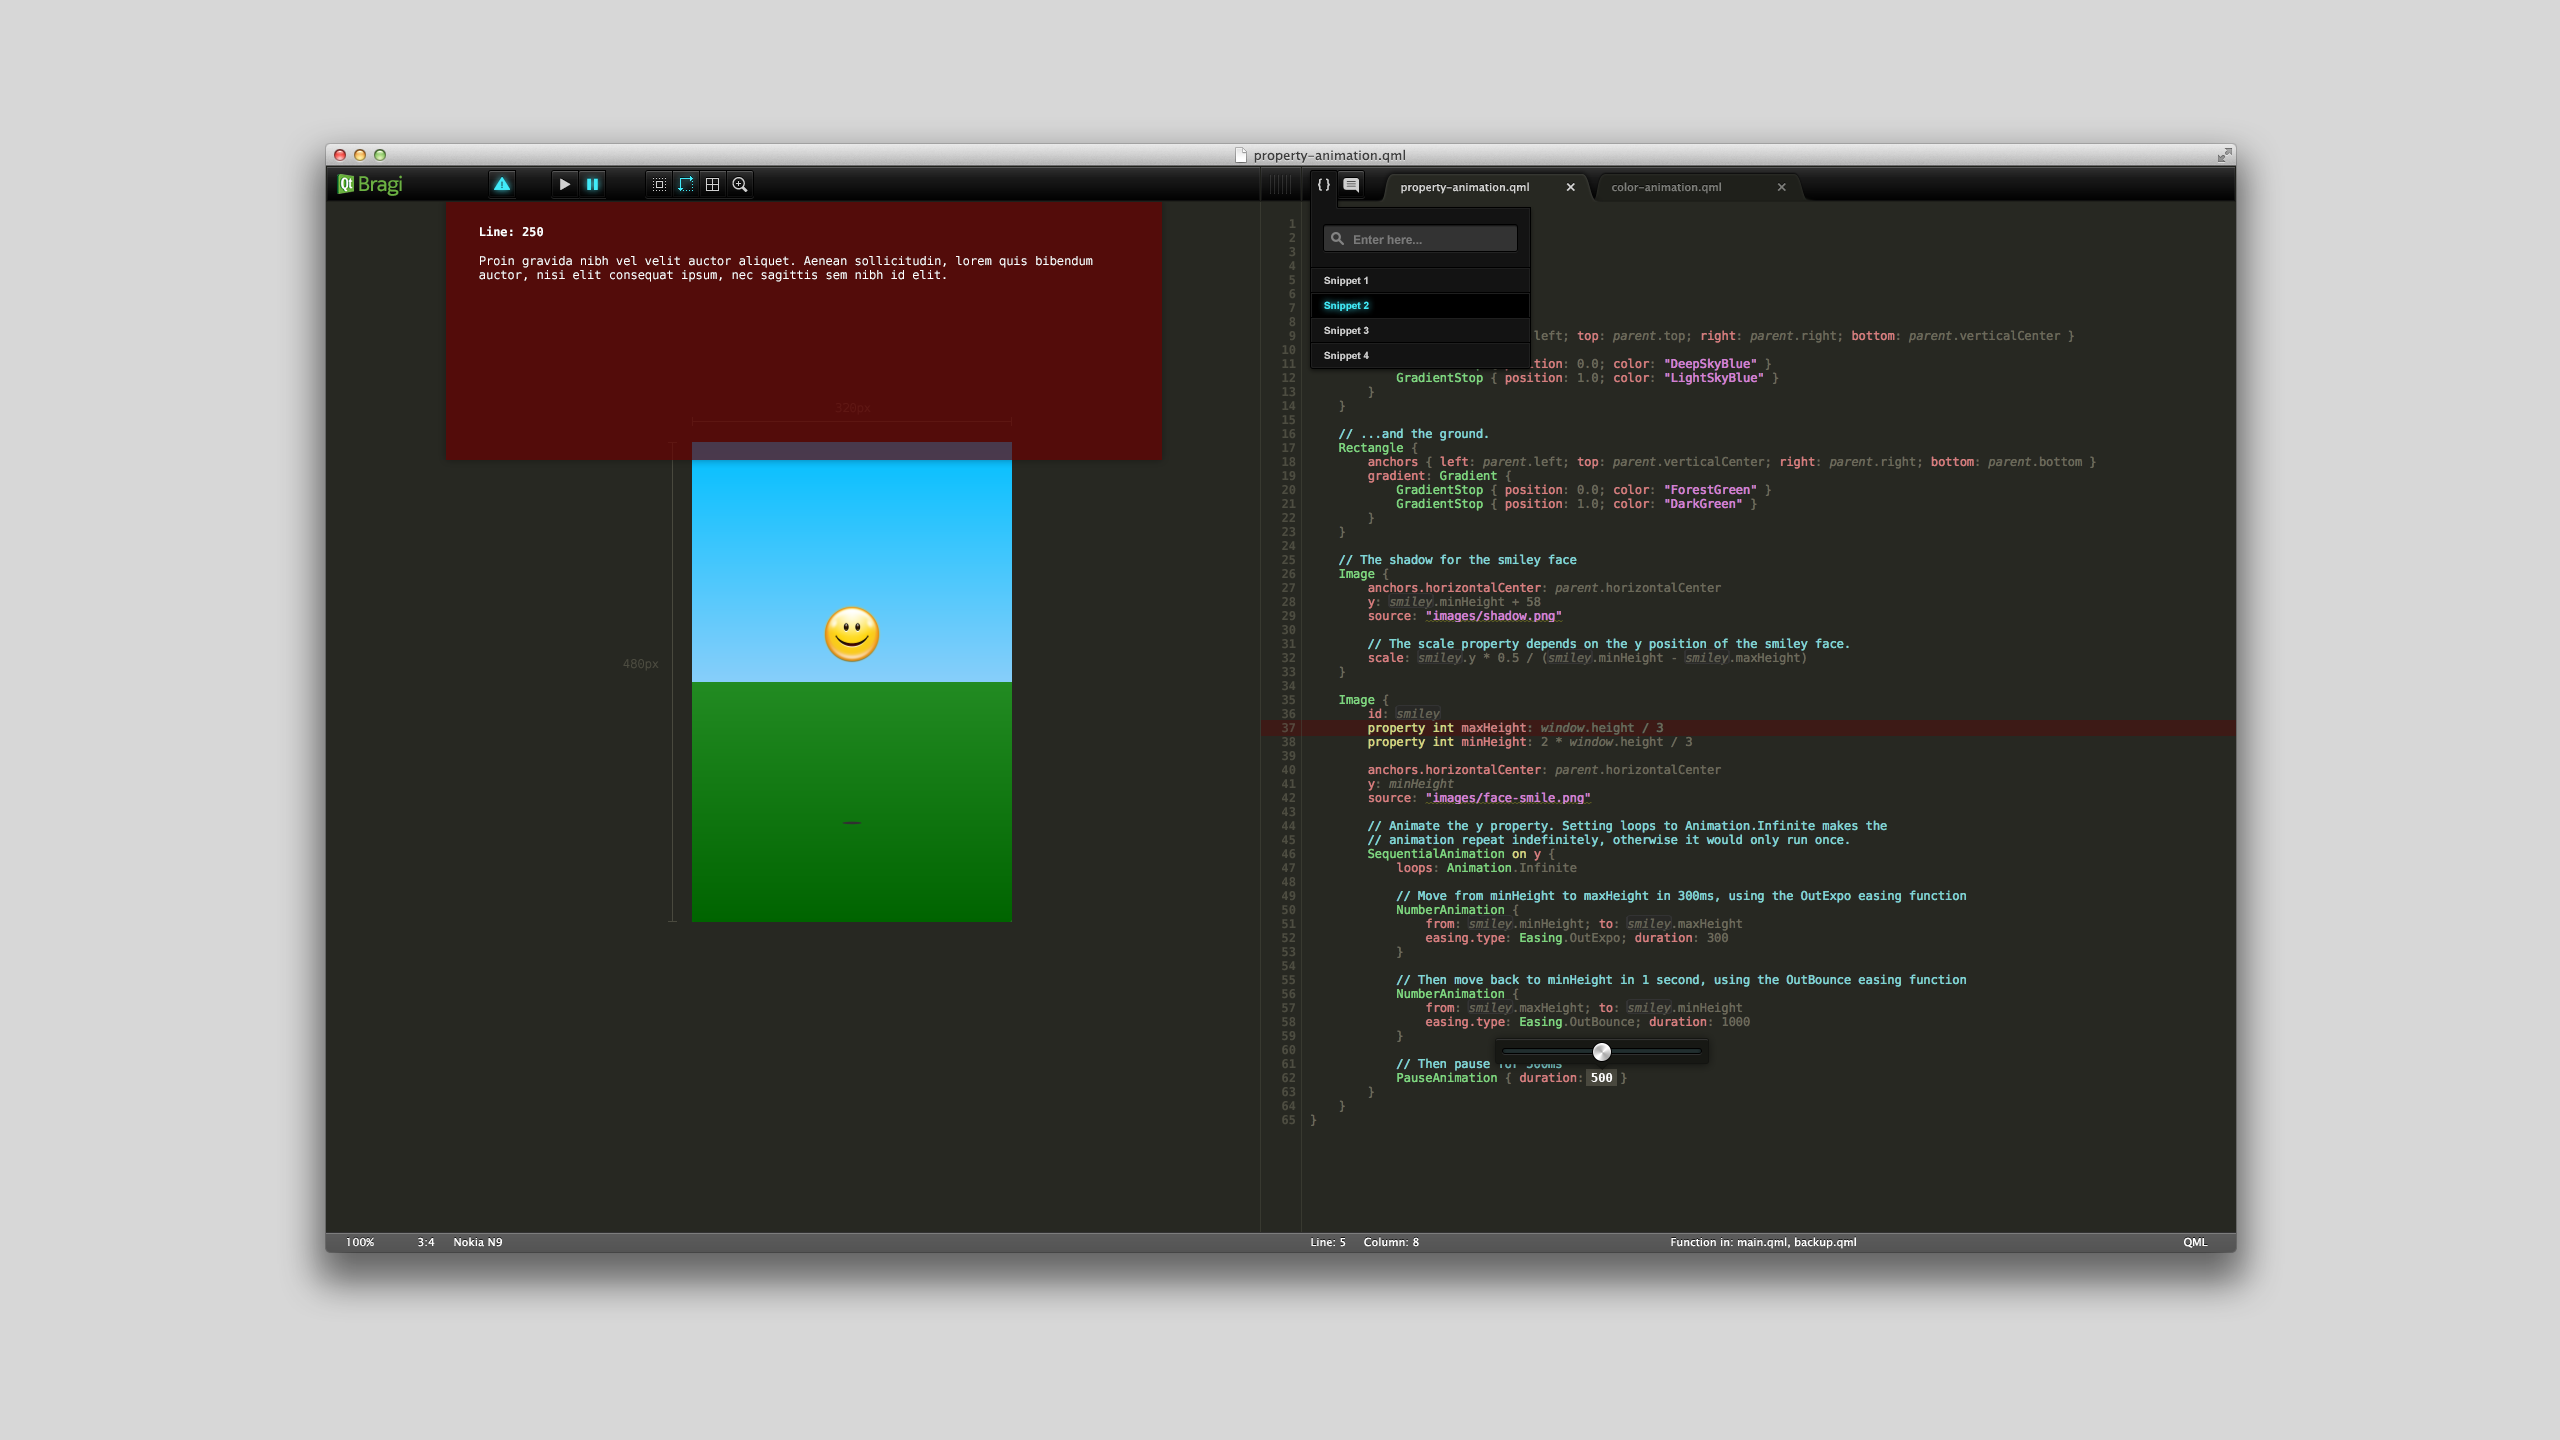 property-animation.qml
Qt Bragi
{ }
property-animation.qml
color-animation.qml
Line: 250
Proin gravida nibh vel velit auctor aliquet. Aenean sollicitudin, lorem quis bibendum
auctor, nisi elit consequat ipsum, nec sagittis sem nibh id elit.
320px
480px
Enter here...
Snippet 1
Snippet 2
Snippet 3
Snippet 4
1
2
3
4
5
6
7
8
9 left; top: parent.top; right: parent.right; bottom: parent.verticalCenter }
10
11 tion: 0.0; color: "DeepSkyBlue" }
12 GradientStop { position: 1.0; color: "LightSkyBlue" }
13 }
14 }
15
16 // ...and the ground.
17 Rectangle {
18 anchors { left: parent.left; top: parent.verticalCenter; right: parent.right; bottom: parent.bottom }
19 gradient: Gradient {
20 GradientStop { position: 0.0; color: "ForestGreen" }
21 GradientStop { position: 1.0; color: "DarkGreen" }
22 }
23 }
24
25 // The shadow for the smiley face
26 Image {
27 anchors.horizontalCenter: parent.horizontalCenter
28 y: smiley.minHeight + 58
29 source: "images/shadow.png"
30
31 // The scale property depends on the y position of the smiley face.
32 scale: smiley.y * 0.5 / (smiley.minHeight - smiley.maxHeight)
33 }
34
35 Image {
36 id: smiley
37 property int maxHeight: window.height / 3
38 property int minHeight: 2 * window.height / 3
39
40 anchors.horizontalCenter: parent.horizontalCenter
41 y: minHeight
42 source: "images/face-smile.png"
43
44 // Animate the y property. Setting loops to Animation.Infinite makes the
45 // animation repeat indefinitely, otherwise it would only run once.
46 SequentialAnimation on y {
47 loops: Animation.Infinite
48
49 // Move from minHeight to maxHeight in 300ms, using the OutExpo easing function
50 NumberAnimation {
51 from: smiley.minHeight; to: smiley.maxHeight
52 easing.type: Easing.OutExpo; duration: 300
53 }
54
55 // Then move back to minHeight in 1 second, using the OutBounce easing function
56 NumberAnimation {
57 from: smiley.maxHeight; to: smiley.minHeight
58 easing.type: Easing.OutBounce; duration: 1000
59 }
60
61 // Then pause for 500ms
62 PauseAnimation { duration: 500 }
63 }
64 }
65 }
100% 3:4 Nokia N9
Line: 5 Column: 8
Function in: main.qml, backup.qml
QML